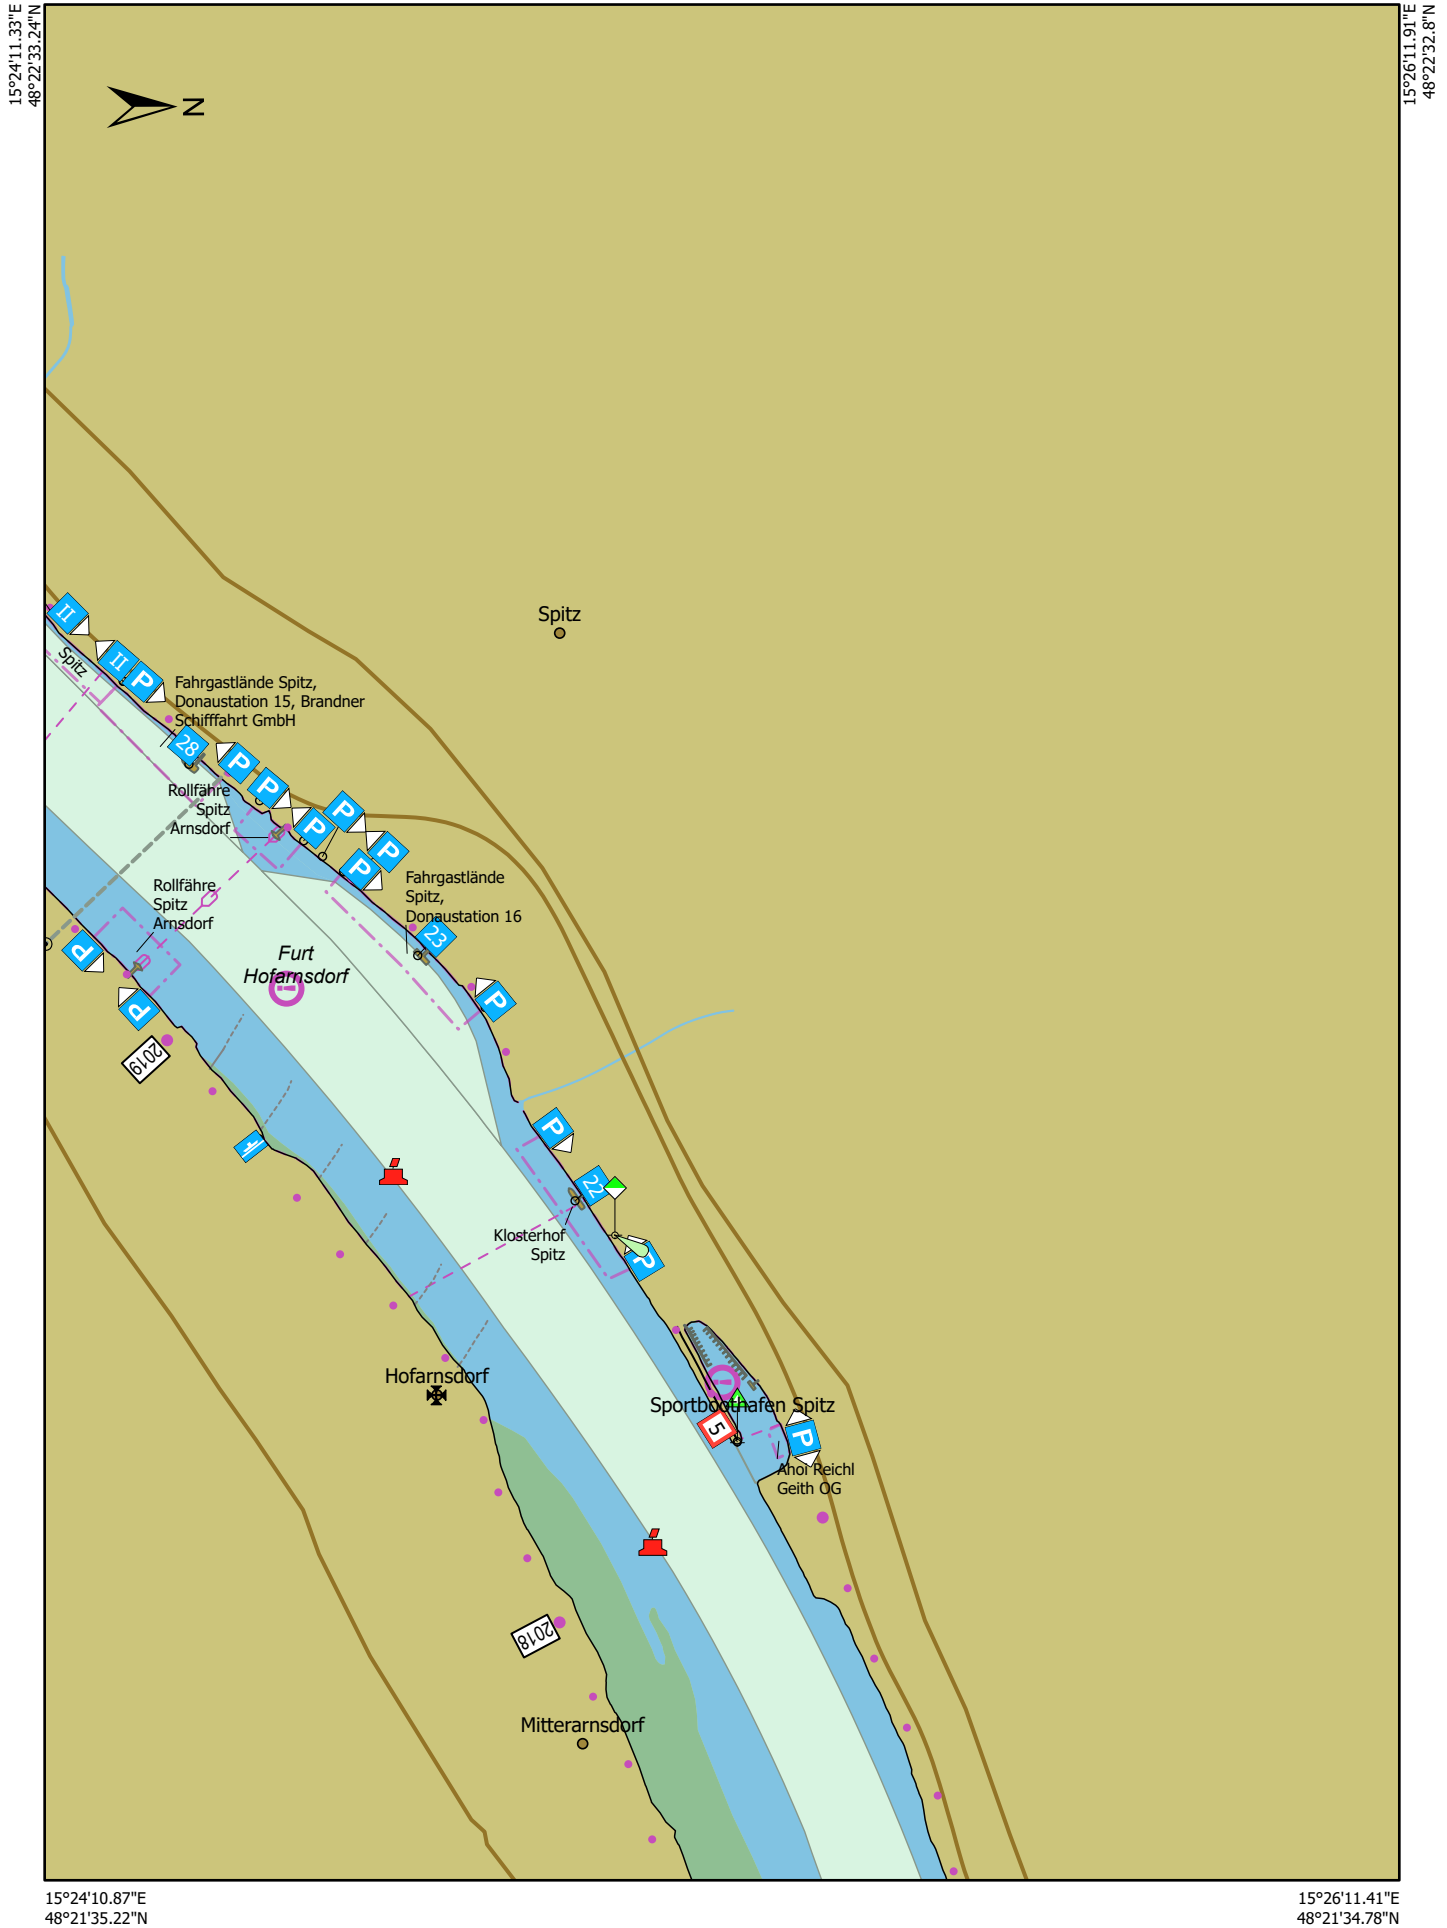 15°24'11.33"E
48°22'33.24"N
15°26'11.91"E
48°22'32.8"N
N
Spitz
II
II
P
Spitz
Fahrgastlände Spitz,
Donaustation 15, Brandner
Schifffahrt GmbH
28
P
P
P
P
P
P
Rollfähre
Spitz
Arnsdorf
Rollfähre
Spitz
Arnsdorf
Fahrgastlände
Spitz,
Donaustation 16
23
P
P
P
Furt
Hofarnsdorf
2019
P
22
Klosterhof
Spitz
P
Hofarnsdorf
Sportboothafen Spitz
5
P
Ahoi Reichl
Geith OG
2018
Mitterarnsdorf
15°24'10.87"E
48°21'35.22"N
15°26'11.41"E
48°21'34.78"N